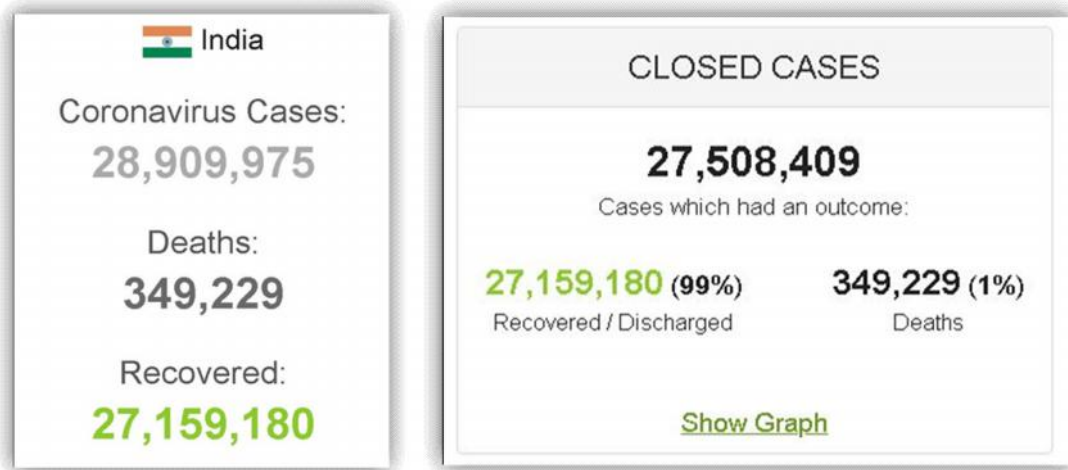 India
Coronavirus Cases:
28,909,975
Deaths:
349,229
Recovered:
27,159,180
CLOSED CASES
27,508,409
Cases which had an outcome:
27,159,180 (99%)
Recovered / Discharged
349,229 (1%)
Deaths
Show Graph